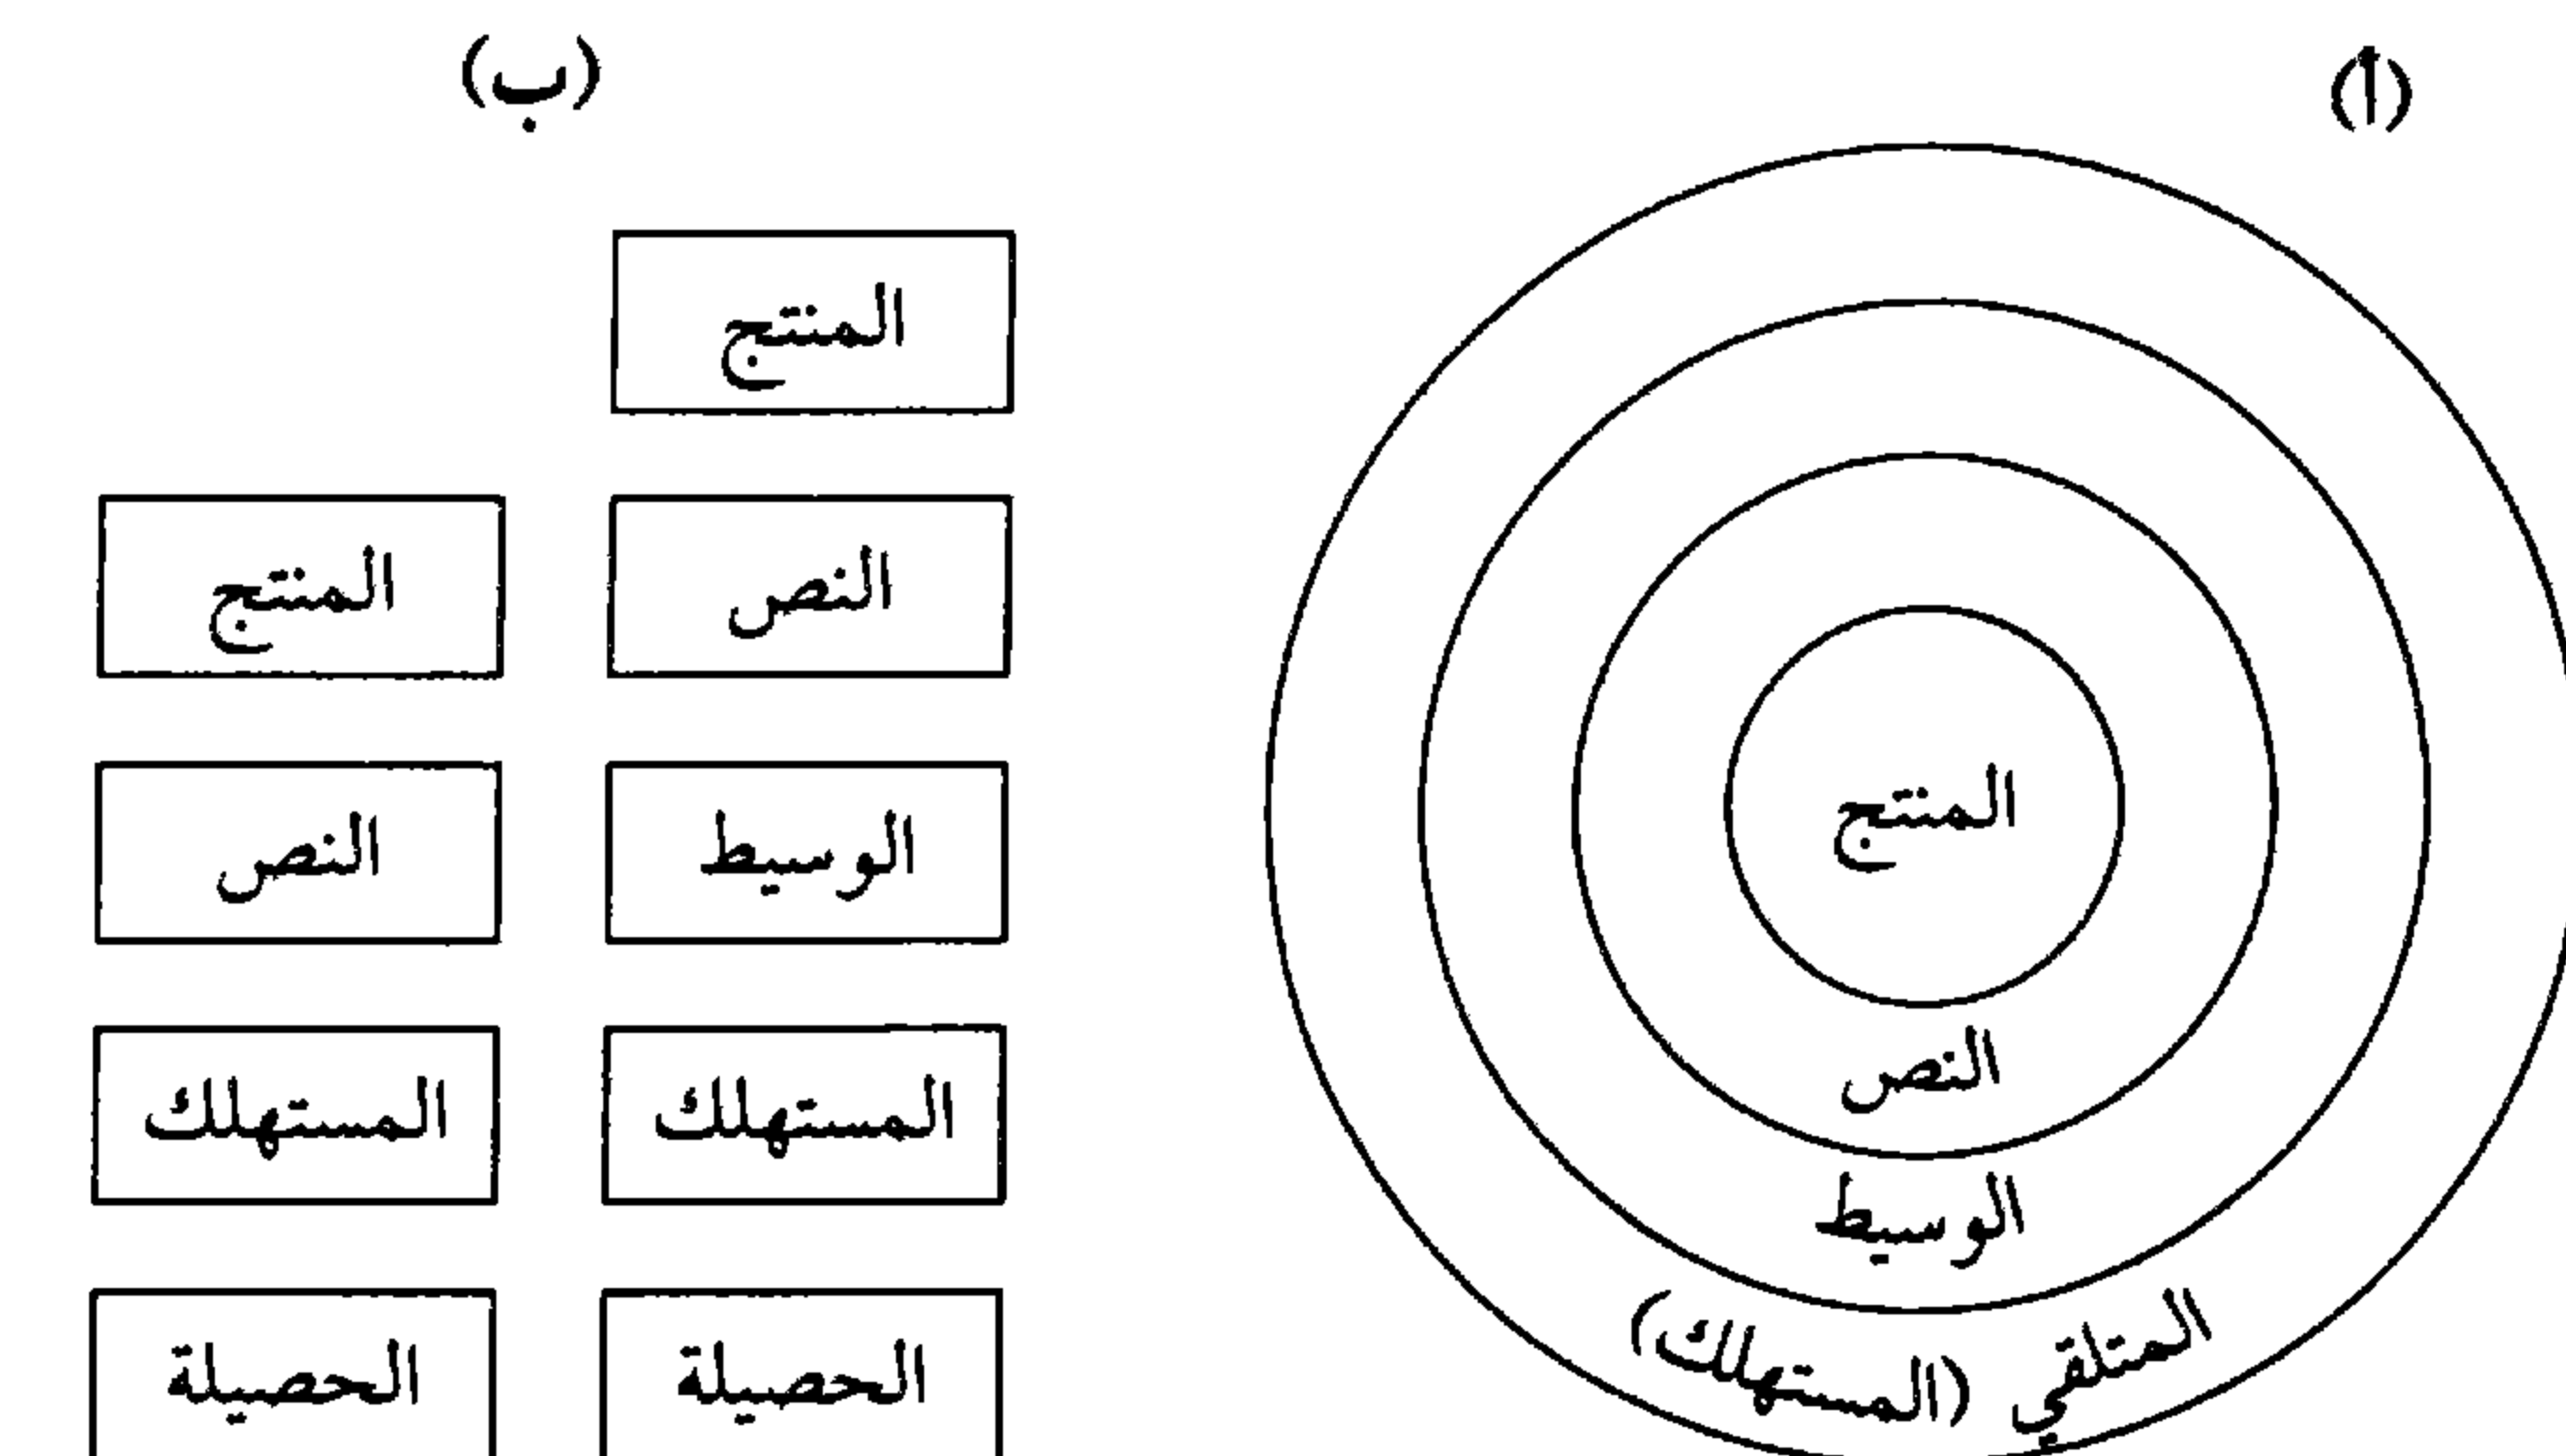 (أ)
المنتج
النص
الوسيط
المتلقي (المستهلك)
(ب)
المنتج
النص
المنتج
الوسيط
النص
المستهلك
المستهلك
الحصيلة
الحصيلة